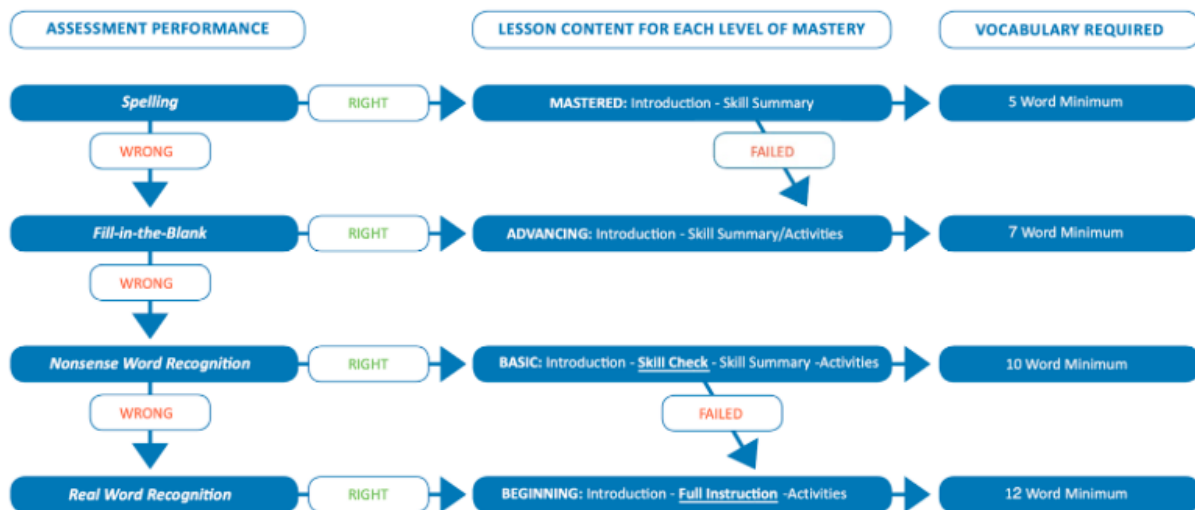 ASSESSMENT PERFORMANCE
LESSON CONTENT FOR EACH LEVEL OF MASTERY
VOCABULARY REQUIRED
Spelling
RIGHT
MASTERED: Introduction - Skill Summary
5 Word Minimum
WRONG
FAILED
Fill-in-the-Blank
RIGHT
ADVANCING: Introduction - Skill Summary/Activities
7 Word Minimum
WRONG
Nonsense Word Recognition
RIGHT
BASIC: Introduction - Skill Check - Skill Summary -Activities
10 Word Minimum
WRONG
FAILED
Real Word Recognition
RIGHT
BEGINNING: Introduction - Full Instruction -Activities
12 Word Minimum